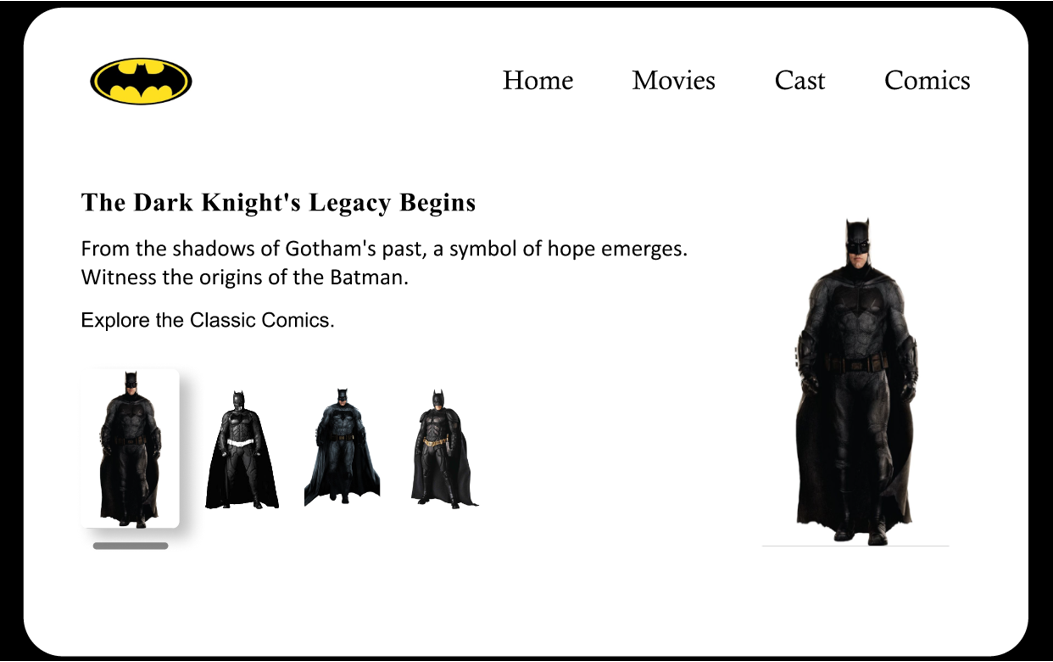 Home Movies Cast Comics
The Dark Knight's Legacy Begins
From the shadows of Gotham's past, a symbol of hope emerges.
Witness the origins of the Batman.
Explore the Classic Comics.